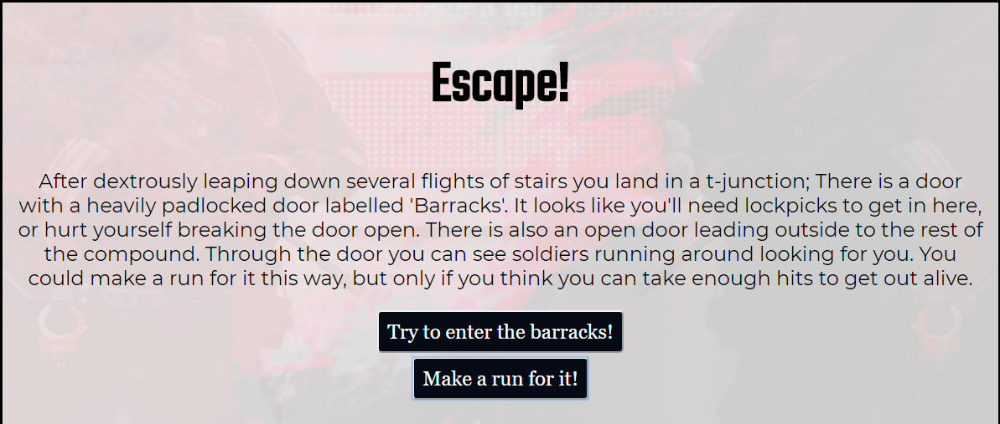 Escape!
After dextrously leaping down several flights of stairs you land in a t-junction; There is a door
with a heavily padlocked door labelled 'Barracks'. It looks like you'll need lockpicks to get in here,
or hurt yourself breaking the door open. There is also an open door leading outside to the rest of
the compound. Through the door you can see soldiers running around looking for you. You
could make a run for it this way, but only if you think you can take enough hits to get out alive.
Try to enter the barracks!
Make a run for it!